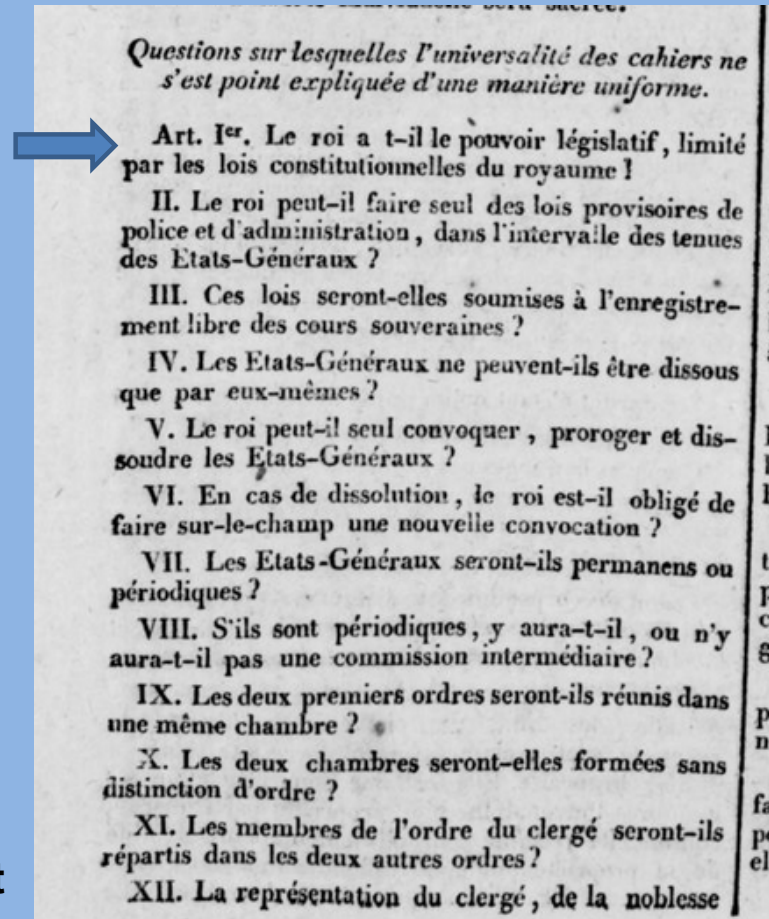 sera sacrée.
Questions sur lesquelles l'universalité des cahiers ne
s'est point expliquée d'une manière uniforme.
Art. Ier. Le roi a t-il le pouvoir législatif, limité
par les lois constitutionnelles du royaume !
II. Le roi peut-il faire seul des lois provisoires de
police et d'administration, dans l'intervalle des tenues
des Etats-Généraux ?
III. Ces lois seront-elles soumises à l'enregistre-
ment libre des cours souveraines ?
IV. Les Etats-Généraux ne peuvent-ils être dissous
que par eux-mêmes ?
V. Le roi peut-il seul convoquer, proroger et dis-
soudre les Etats-Généraux ?
VI. En cas de dissolution, le roi est-il obligé de
faire sur-le-champ une nouvelle convocation ?
VII. Les Etats-Généraux seront-ils permanens ou
périodiques ?
VIII. S'ils sont périodiques, y aura-t-il, ou n'y
aura-t-il pas une commission intermédiaire ?
IX. Les deux premiers ordres seront-ils réunis dans
une même chambre ?
X. Les deux chambres seront-elles formées sans
distinction d'ordre ?
XI. Les membres de l'ordre du clergé seront-ils
répartis dans les deux autres ordres ?
XII. La représentation du clergé, de la noblesse